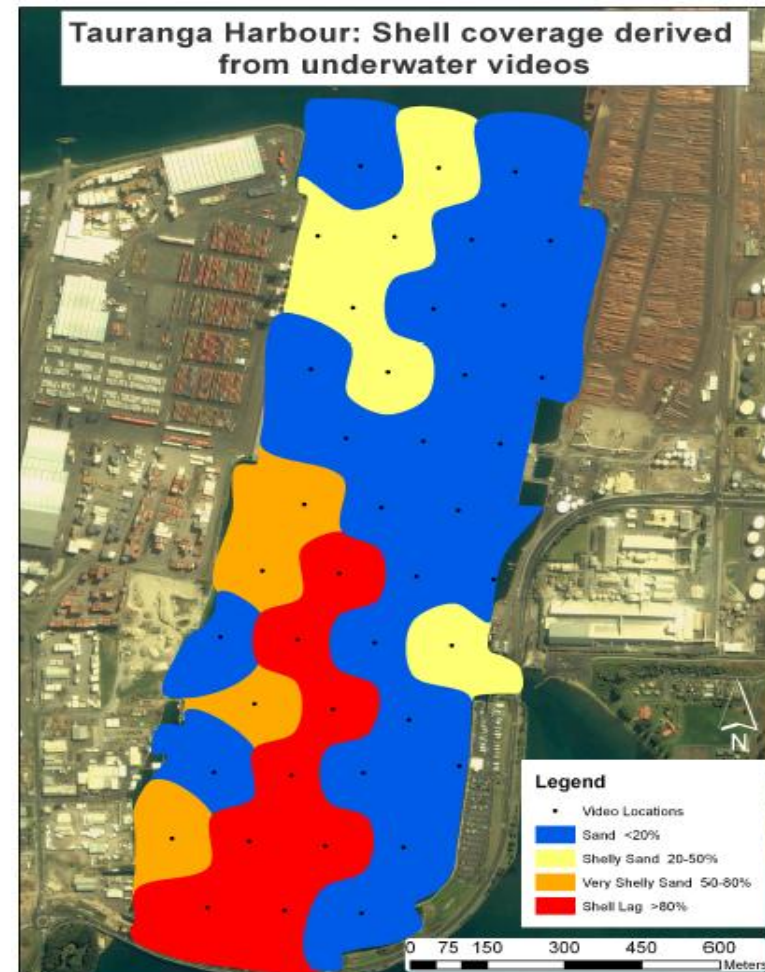 Tauranga Harbour: Shell coverage derived
from underwater videos
N
Legend
Video Locations
Sand <20%
Shelly Sand 20-50%
Very Shelly Sand 50-80%
Shell Lag >80%
0 75 150 300 450 600
Meters